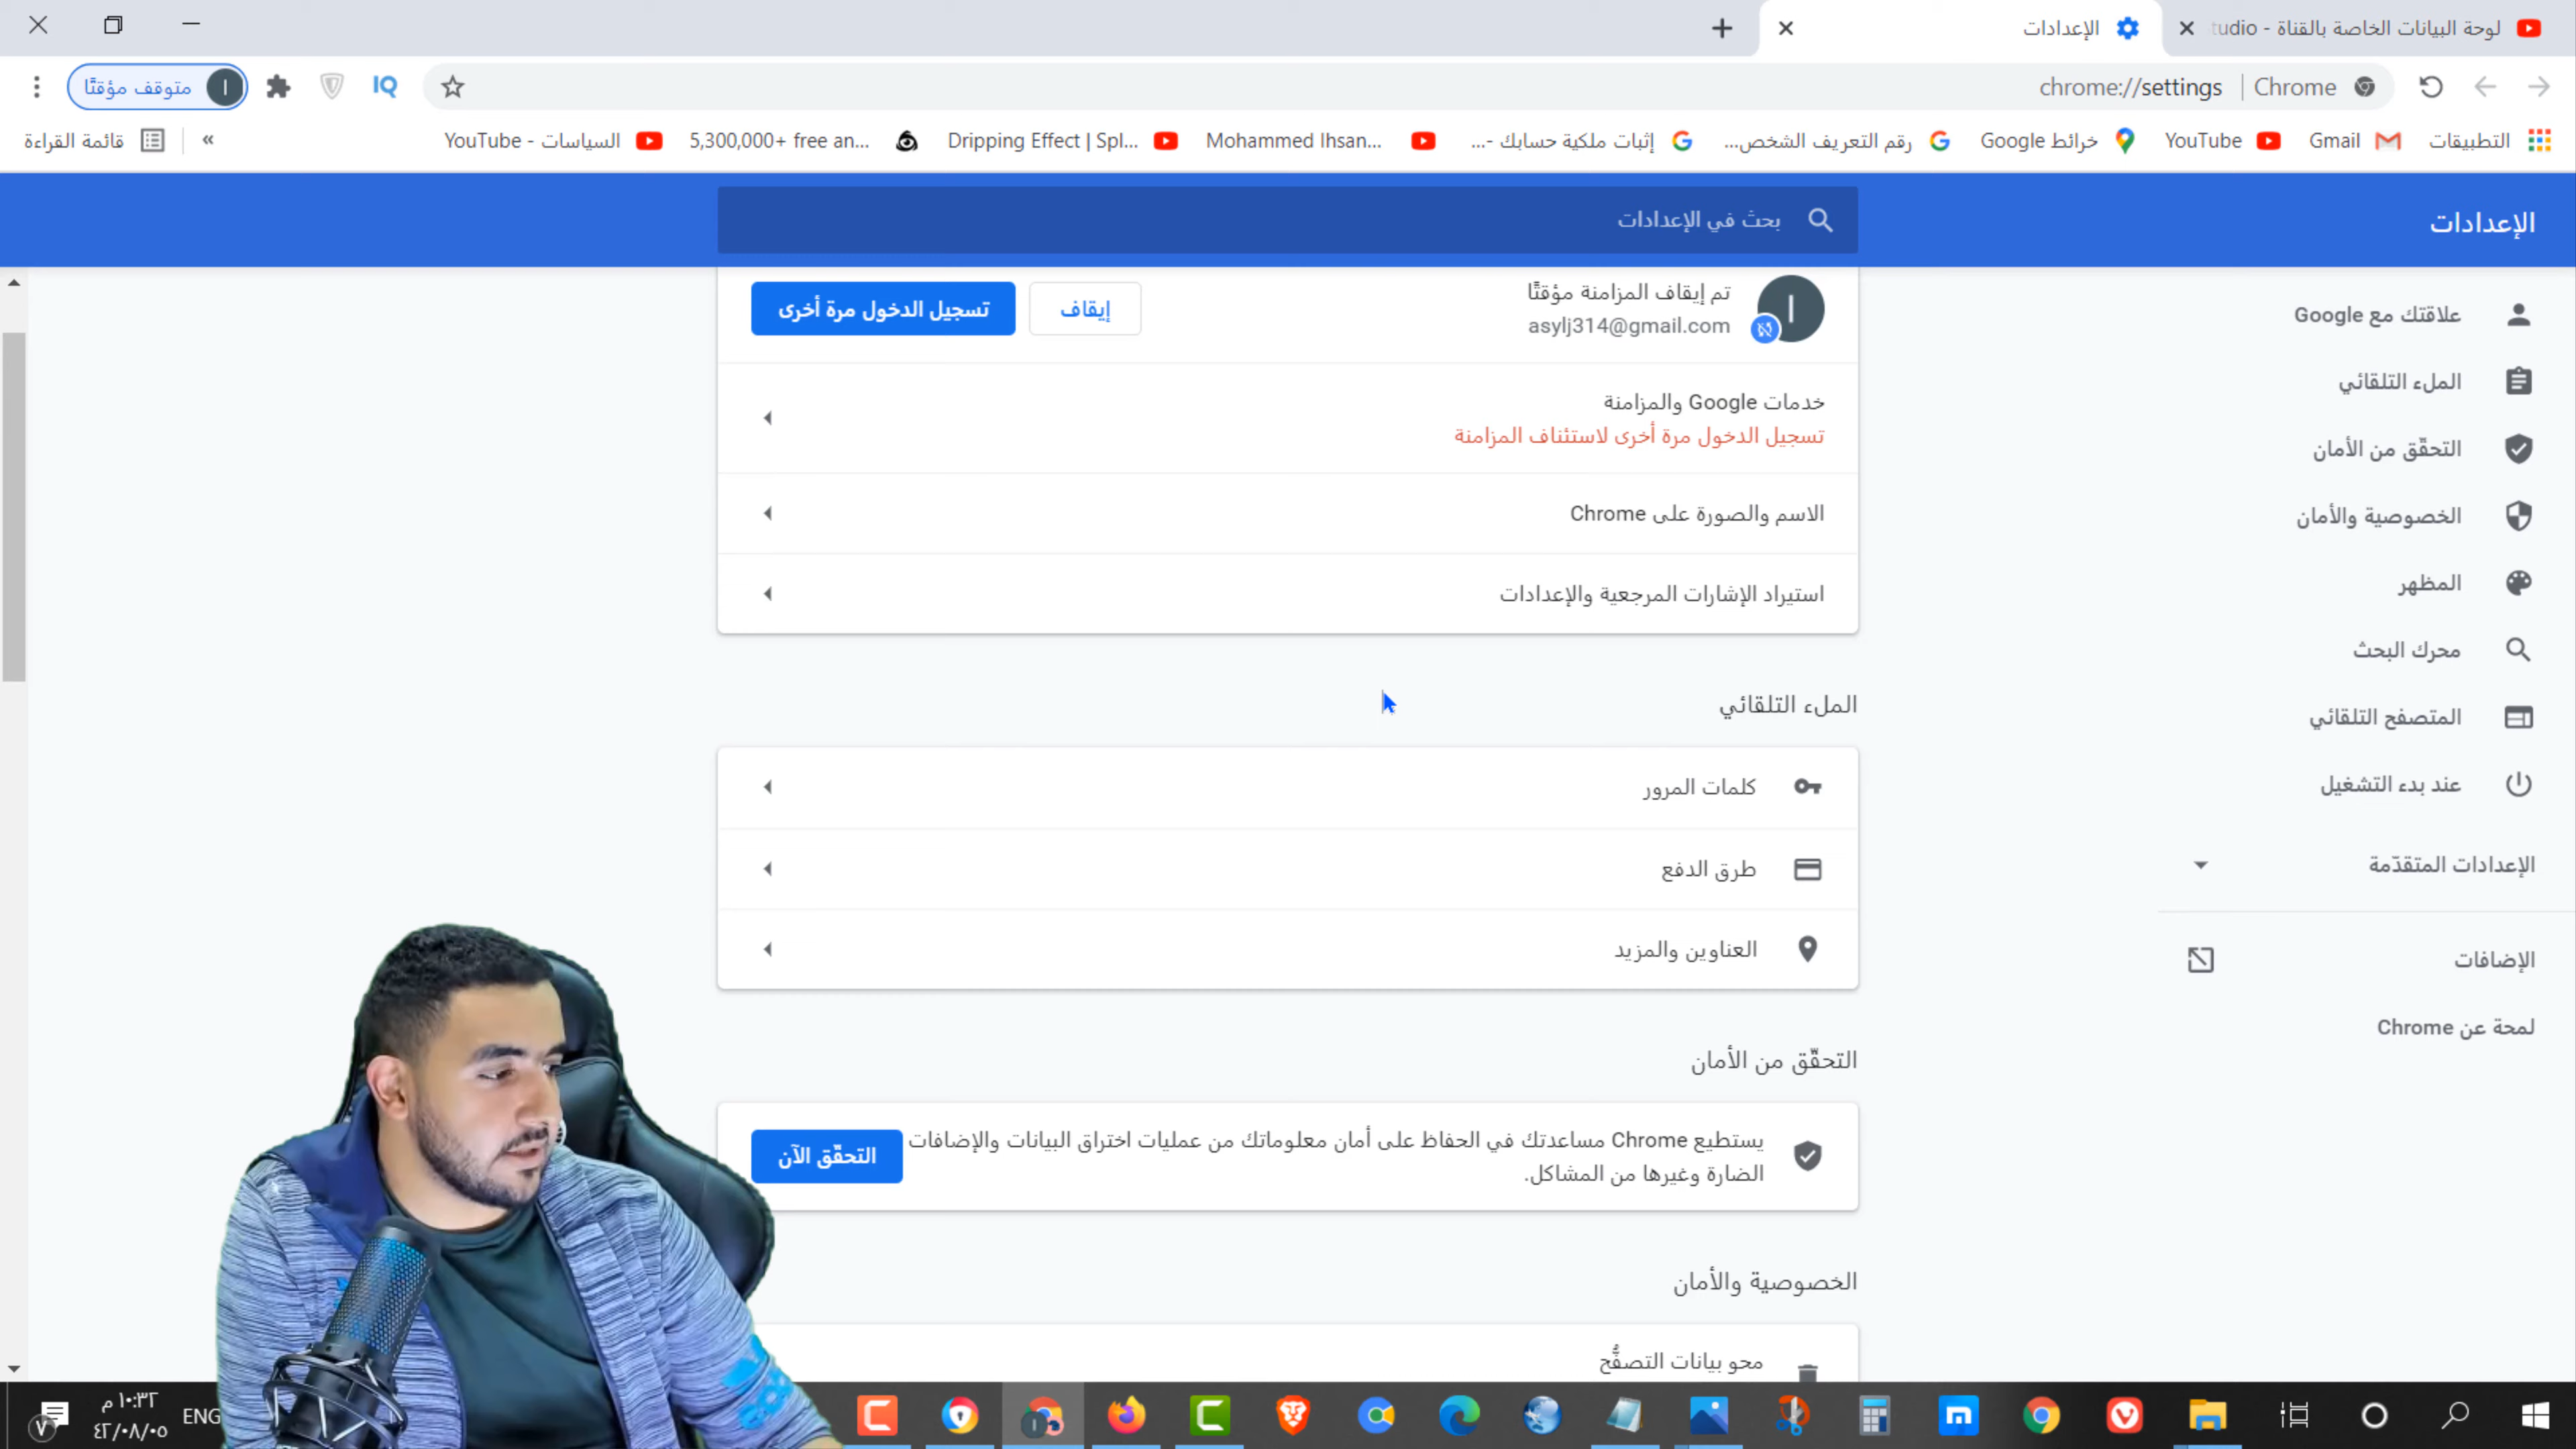 لوحة البيانات الخاصة بالقناة - tudio
الإعدادات
Chrome | chrome://settings
متوقف مؤقتًا
IQ
التطبيقات
Gmail
YouTube
خرائط Google
رقم التعريف الشخص...
إثبات ملكية حسابك -...
Mohammed Ihsan...
Dripping Effect | Spl...
5,300,000+ free an...
السياسات - YouTube
»
قائمة القراءة
الإعدادات
بحث في الإعدادات
علاقتك مع Google
الملء التلقائي
التحقّق من الأمان
الخصوصية والأمان
المظهر
محرك البحث
المتصفح التلقائي
عند بدء التشغيل
الإعدادات المتقدّمة
الإضافات
لمحة عن Chrome
تم إيقاف المزامنة مؤقتًا
asylj314@gmail.com
إيقاف
تسجيل الدخول مرة أخرى
خدمات Google والمزامنة
تسجيل الدخول مرة أخرى لاستئناف المزامنة
الاسم والصورة على Chrome
استيراد الإشارات المرجعية والإعدادات
الملء التلقائي
كلمات المرور
طرق الدفع
العناوين والمزيد
التحقّق من الأمان
يستطيع Chrome مساعدتك في الحفاظ على أمان معلوماتك من عمليات اختراق البيانات والإضافات
الضارة وغيرها من المشاكل.
التحقّق الآن
الخصوصية والأمان
محو بيانات التصفُّح
ENG
١٠:٣٢ م
٤٢/٠٨/٠٥
٧